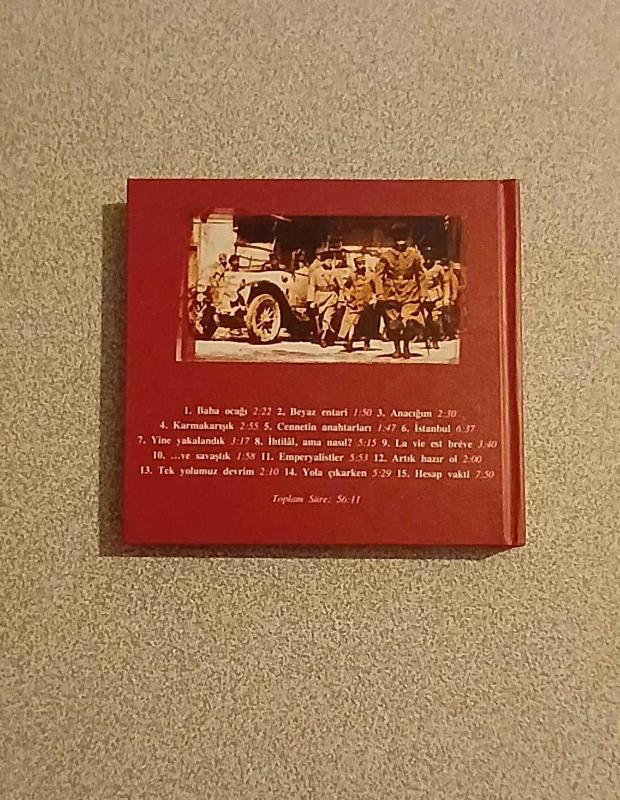 1. Baba ocağı 2:22 2. Beyaz entari 1:50 3. Anacığım 2:30
4. Karmakarışık 2:55 5. Cennetin anahtarları 1:47 6. İstanbul 6:37
7. Yine yakalandık 3:17 8. İhtilâl, ama nasıl? 5:15 9. La vie est bréve 3:40
10. ...ve savaştık 1:58 11. Emperyalistler 5:53 12. Artık hazır ol 2:00
13. Tek yolumuz devrim 2:10 14. Yola çıkarken 5:29 15. Hesap vakti 7:50
Toplam Süre: 56:11